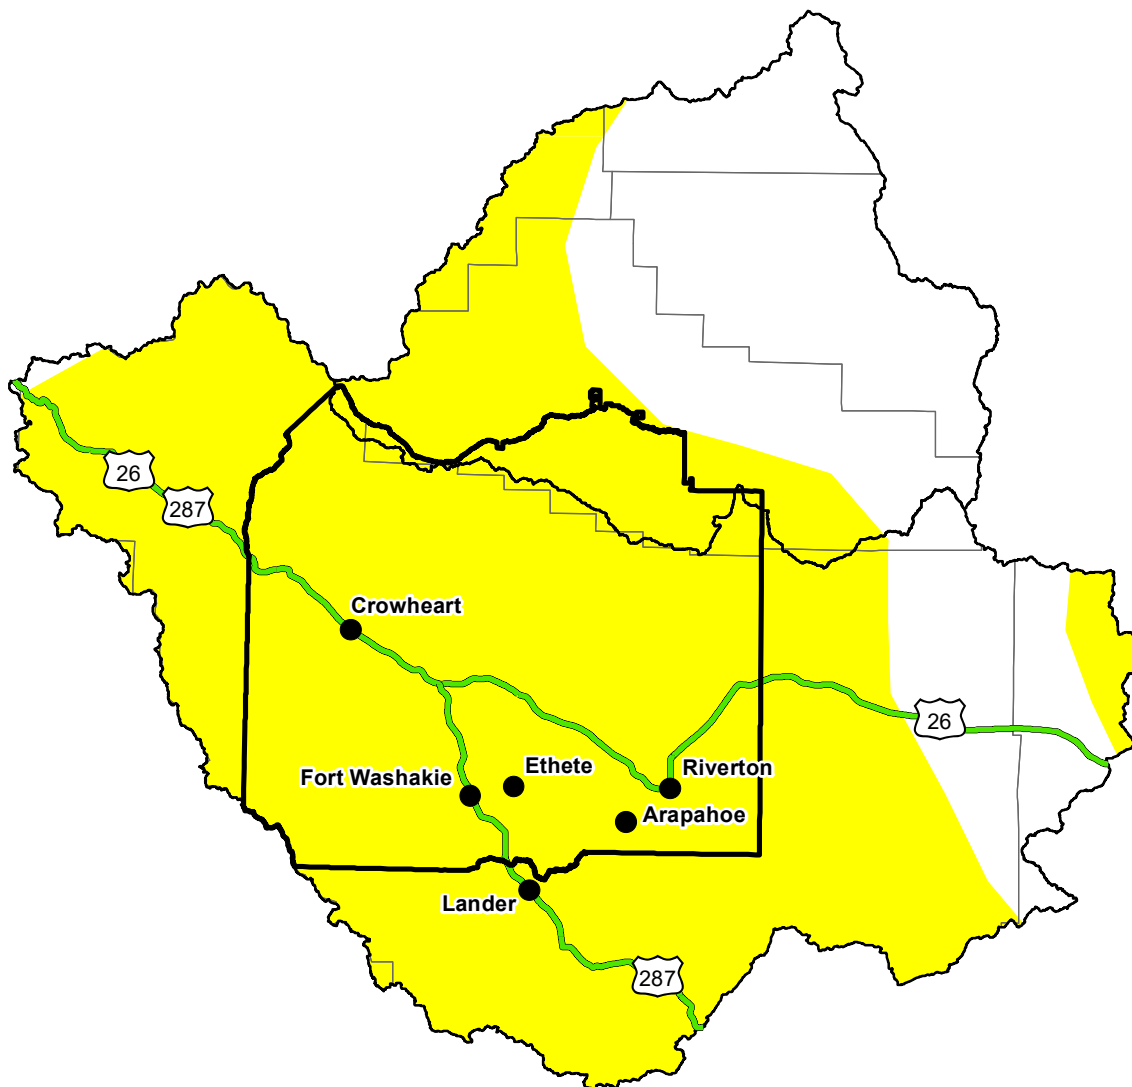 26
287
Crowheart
26
Ethete
Riverton
Fort Washakie
Arapahoe
Lander
287